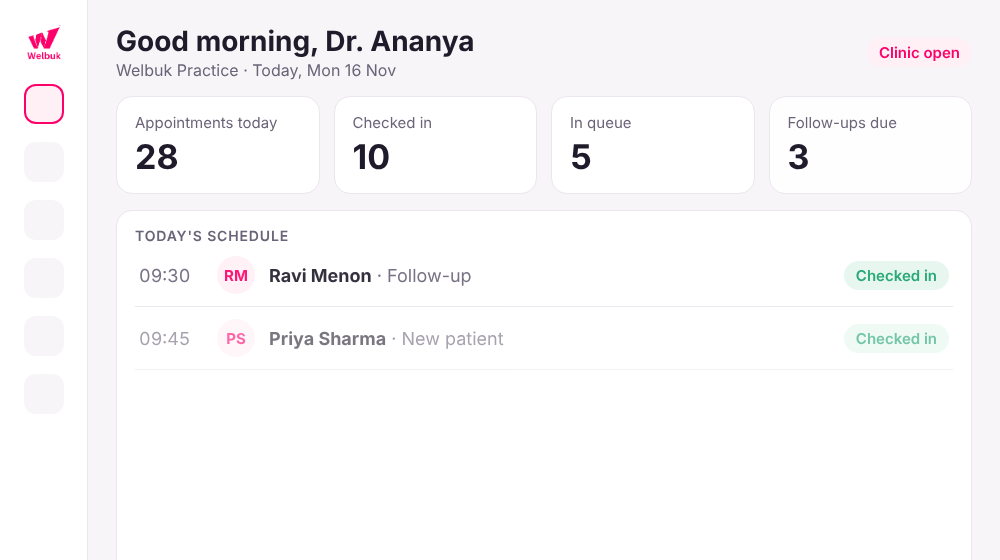 Welbuk
Good morning, Dr. Ananya
Welbuk Practice · Today, Mon 16 Nov
Clinic open
Appointments today
28
Checked in
10
In queue
5
Follow-ups due
3
TODAY'S SCHEDULE
09:30 RM Ravi Menon · Follow-up Checked in
09:45 PS Priya Sharma · New patient Checked in